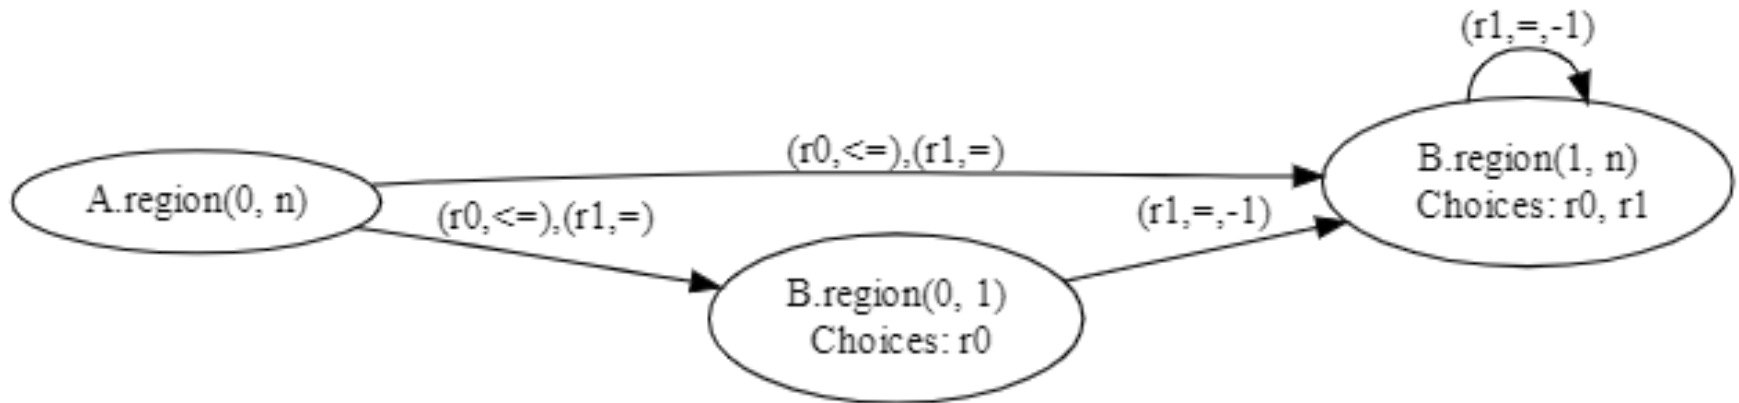 (r1,=,-1)
(r0,<=),(r1,=)
B.region(1, n)
Choices: r0, r1
A.region(0, n)
(r0,<=),(r1,=)
(r1,=,-1)
B.region(0, 1)
Choices: r0